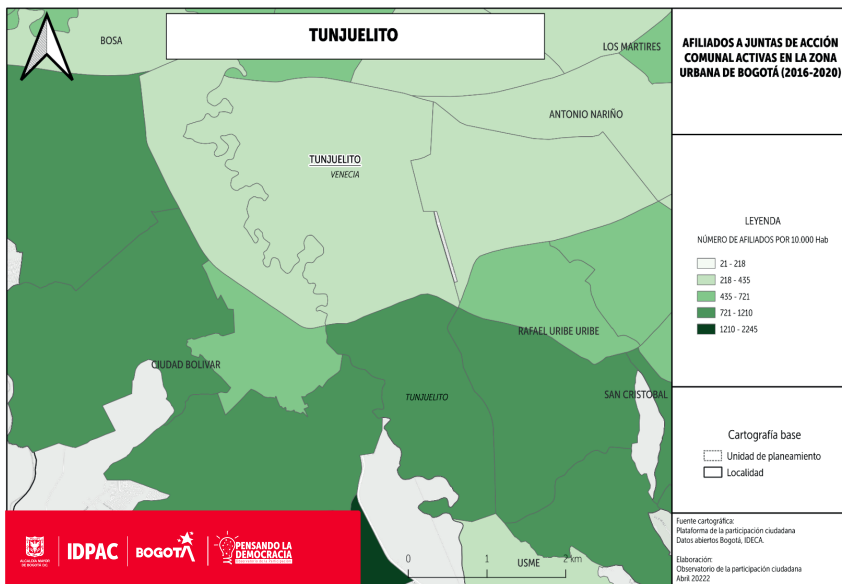 TUNJUELITO
BOSA
LOS MARTIRES
ANTONIO NARIÑO
TUNJUELITO
VENECIA
RAFAEL URIBE URIBE
CIUDAD BOLIVAR
TUNJUELITO
SAN CRISTOBAL
USME
0 1 2 km
AFILIADOS A JUNTAS DE ACCIÓN
COMUNAL ACTIVAS EN LA ZONA
URBANA DE BOGOTÁ (2016-2020)
LEYENDA
NÚMERO DE AFILIADOS POR 10.000 Hab
21 - 218
218 - 435
435 - 721
721 - 1210
1210 - 2245
Cartografía base
Unidad de planeamiento
Localidad
Fuente cartográfica:
Plataforma de la participación ciudadana
Datos abiertos Bogotá, IDECA.
Elaboración:
Observatorio de la participación ciudadana
Abril 20222
ALCALDÍA MAYOR
DE BOGOTÁ D.C.
IDPAC
BOGOTÁ
PENSANDO LA
DEMOCRACIA